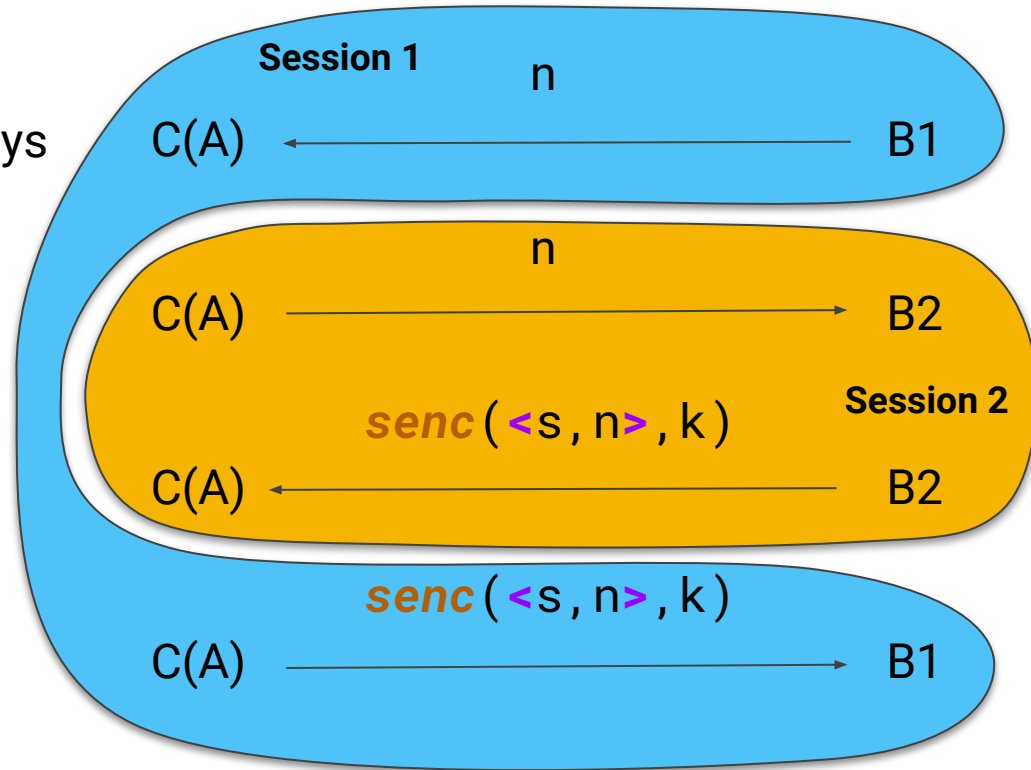 Session 1
n
ys C(A) B1
n
C(A) B2
Session 2
senc(<s,n>,k)
C(A) B2
senc(<s,n>,k)
C(A) B1